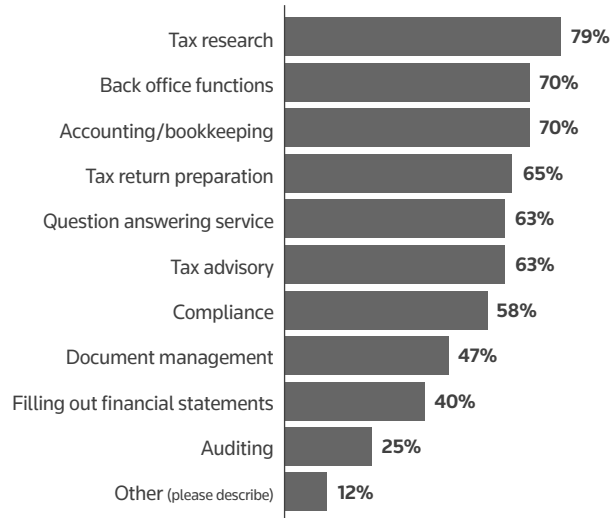 Tax research 79%
Back office functions 70%
Accounting/bookkeeping 70%
Tax return preparation 65%
Question answering service 63%
Tax advisory 63%
Compliance 58%
Document management 47%
Filling out financial statements 40%
Auditing 25%
Other (please describe) 12%